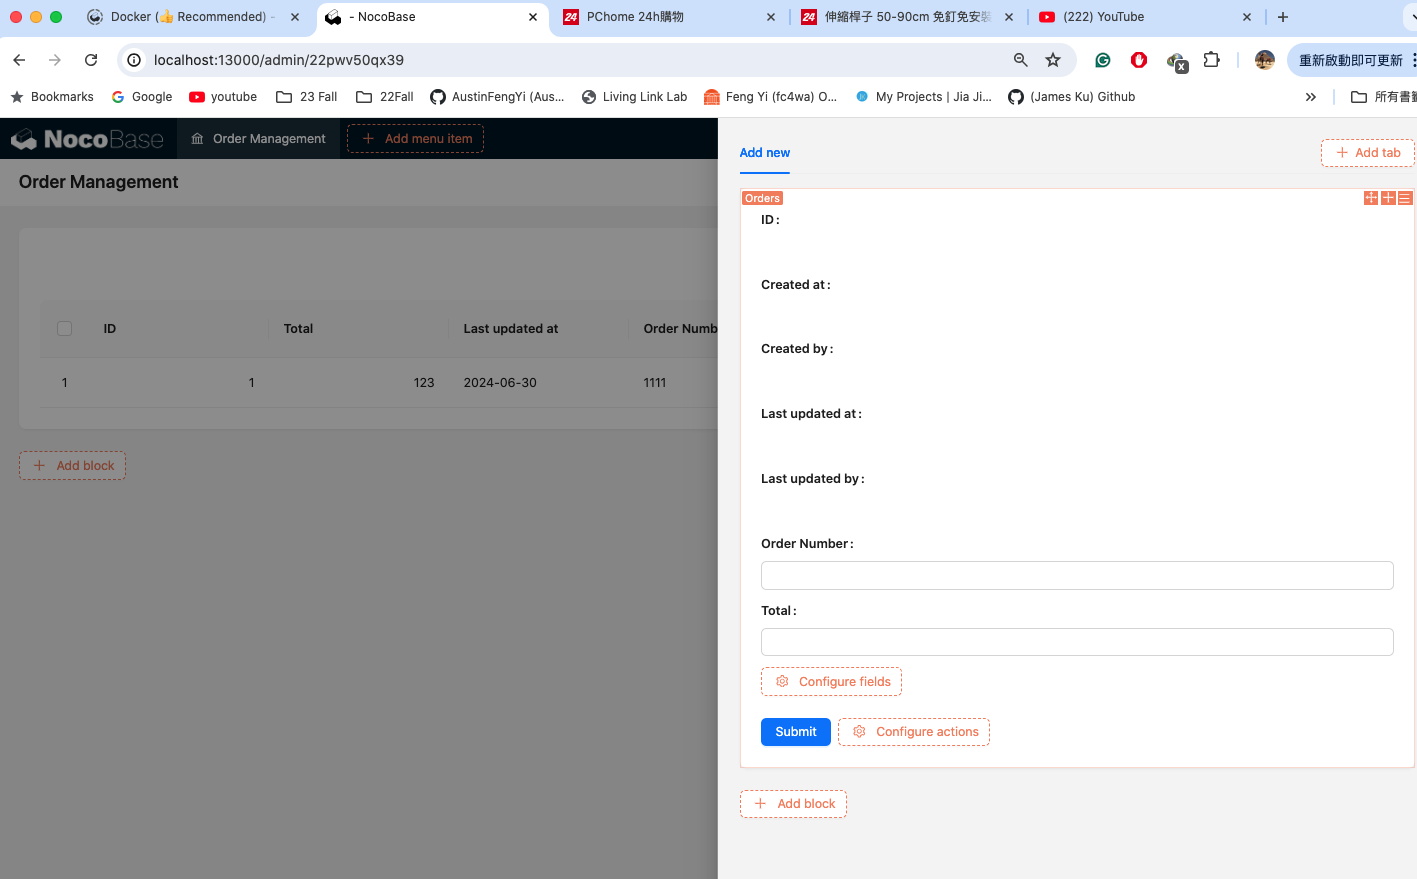 Docker (👍 Recommended) -
- NocoBase
24 PChome 24h購物
24 伸縮桿子 50-90cm 免釘免安裝
(222) YouTube
localhost:13000/admin/22pwv50qx39
重新啟動即可更新
Bookmarks
Google
youtube
23 Fall
22Fall
AustinFengYi (Aus...
Living Link Lab
Feng Yi (fc4wa) O...
My Projects | Jia Ji...
(James Ku) Github
所有書籤
NocoBase
Order Management
Add menu item
Order Management
ID
Total
Last updated at
Order Numb
1
1
123
2024-06-30
1111
Add block
Add new
Add tab
Orders
ID :
Created at :
Created by :
Last updated at :
Last updated by :
Order Number :
Total :
Configure fields
Submit
Configure actions
Add block